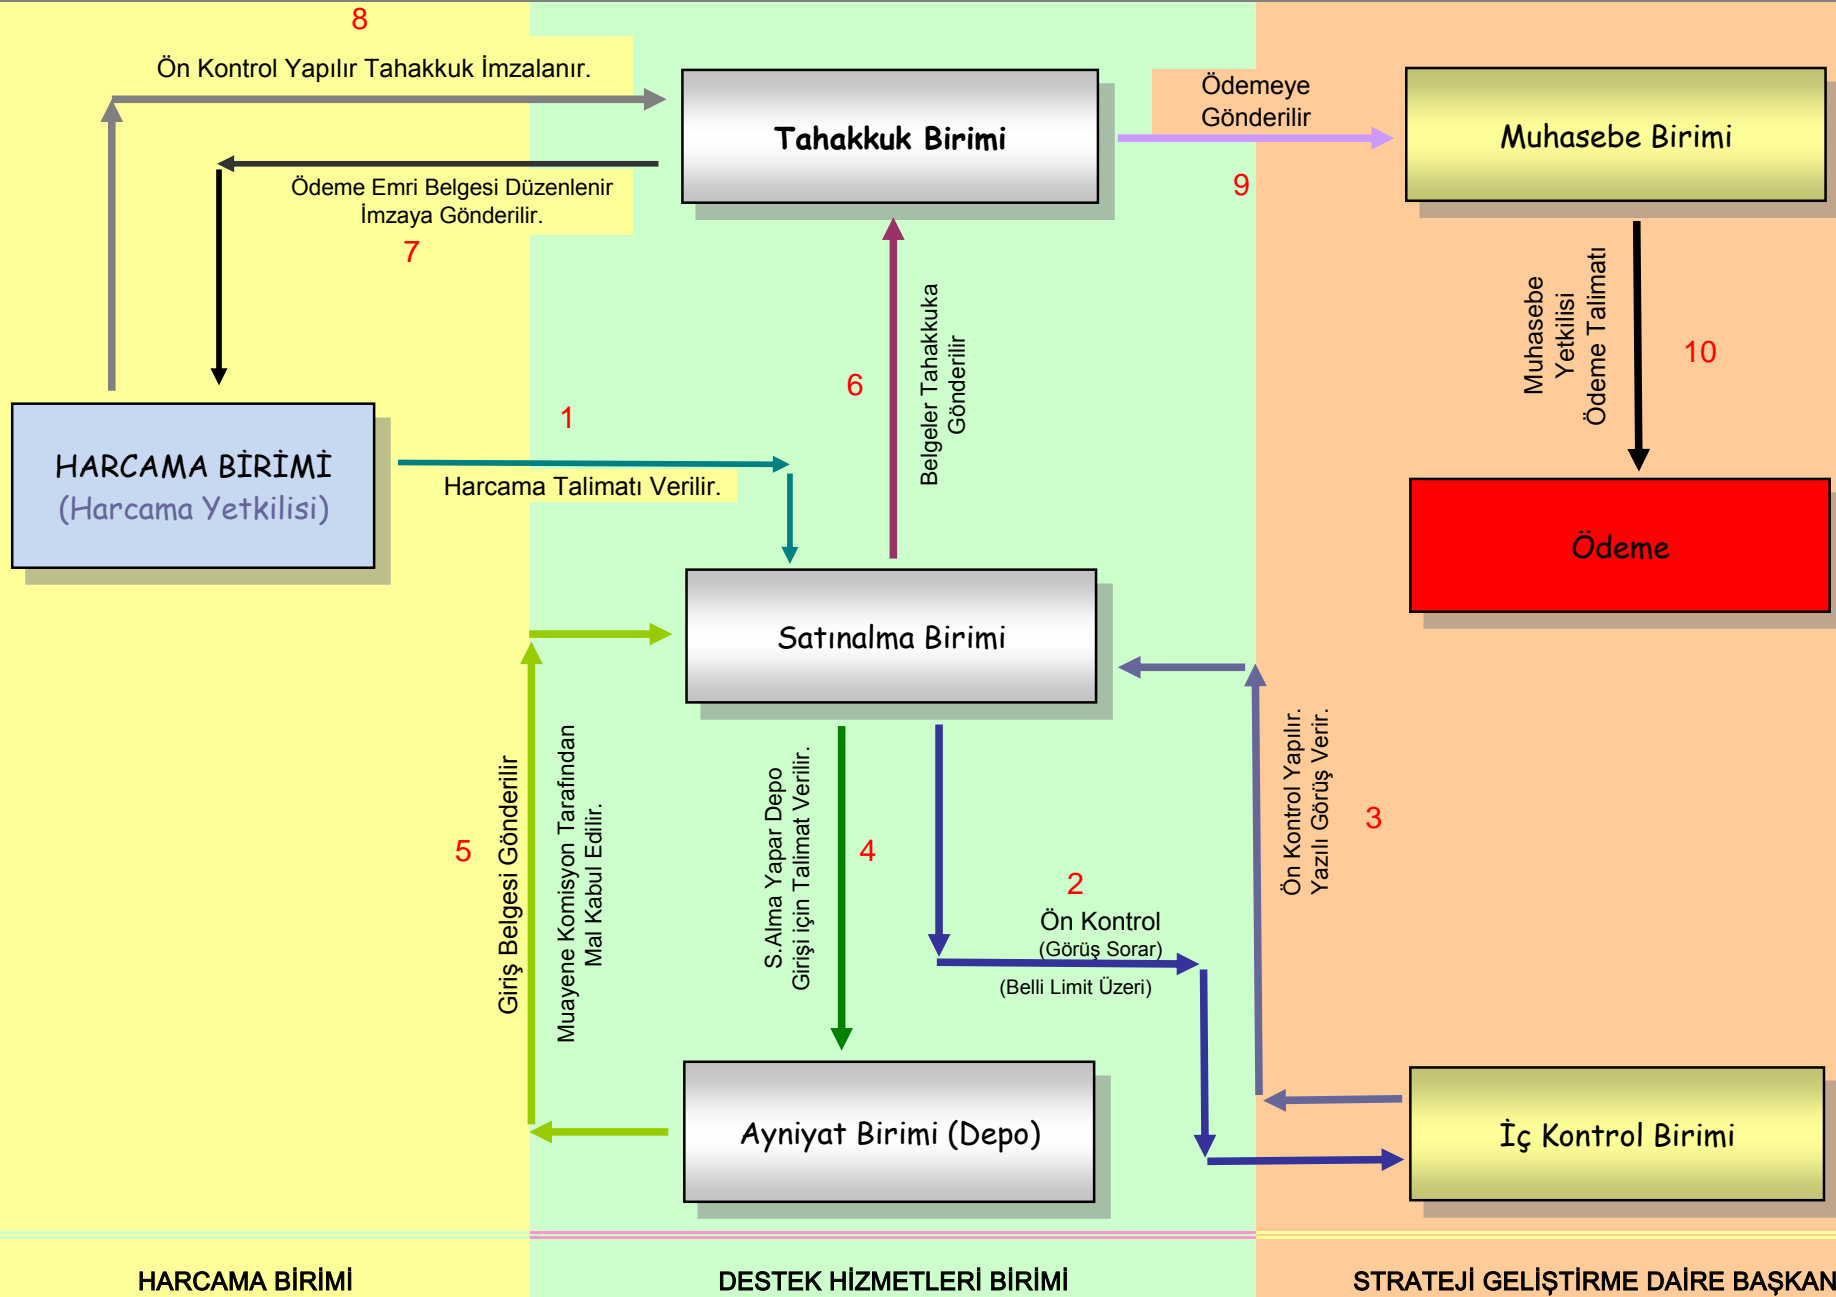 8
Ön Kontrol Yapılır Tahakkuk İmzalanır.
Tahakkuk Birimi
Ödemeye
Gönderilir
9
Muhasebe Birimi
Ödeme Emri Belgesi Düzenlenir
İmzaya Gönderilir.
7
Muhasebe
Yetkilisi
Ödeme Talimatı
10
Belgeler Tahakkuka
Gönderilir
6
HARCAMA BİRİMİ
(Harcama Yetkilisi)
1
Harcama Talimatı Verilir.
Ödeme
Satınalma Birimi
Giriş Belgesi Gönderilir
Muayene Komisyon Tarafından
Mal Kabul Edilir.
5
S.Alma Yapar Depo
Girişi için Talimat Verilir.
4
2
Ön Kontrol
(Görüş Sorar)
(Belli Limit Üzeri)
Ön Kontrol Yapılır.
Yazılı Görüş Verir.
3
Ayniyat Birimi (Depo)
İç Kontrol Birimi
HARCAMA BİRİMİ
DESTEK HİZMETLERİ BİRİMİ
STRATEJİ GELİŞTİRME DAİRE BAŞKAN